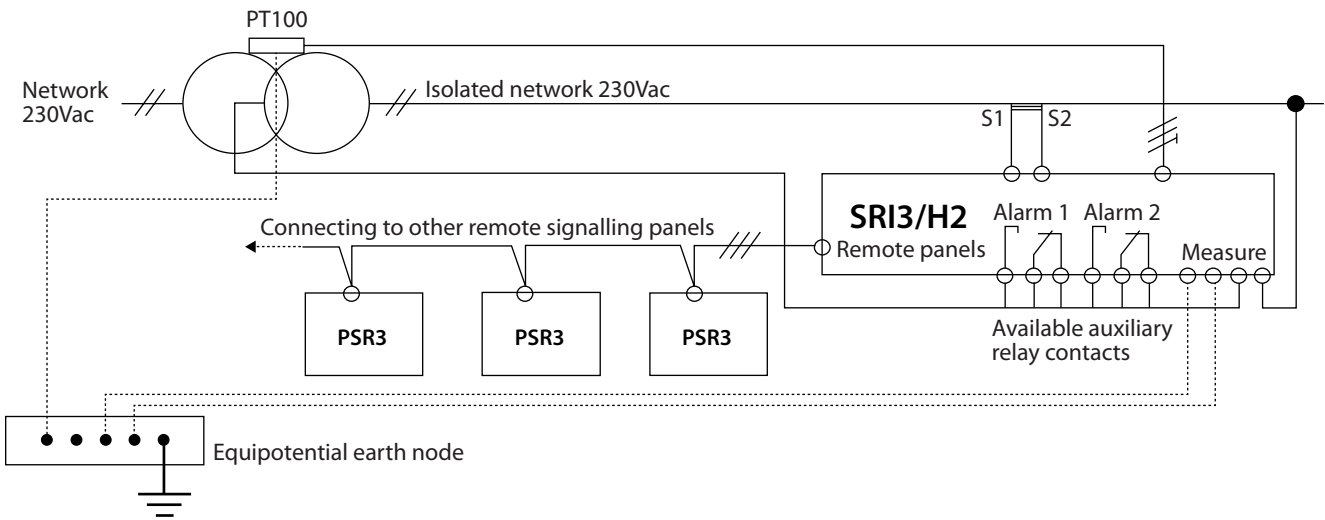 PT100
Network
230Vac
Isolated network 230Vac
S1
S2
SRI3/H2
Alarm 1
Alarm 2
Remote panels
Measure
Connecting to other remote signalling panels
PSR3
PSR3
PSR3
Available auxiliary
relay contacts
Equipotential earth node